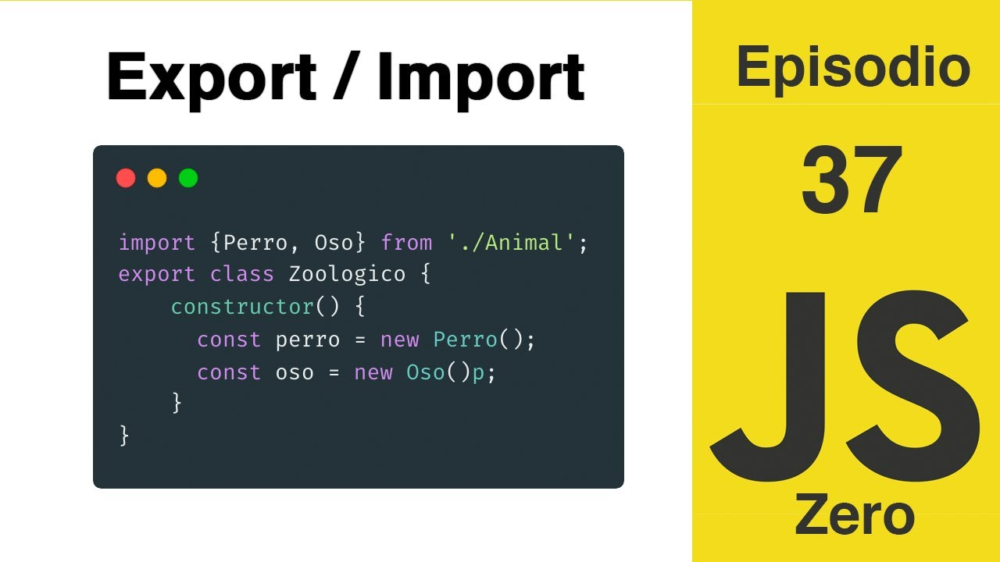 Export / Import
import {Perro, Oso} from './Animal';
export class Zoologico {
constructor() {
const perro = new Perro();
const oso = new Oso()p;
}
}
Episodio
37
JS
Zero